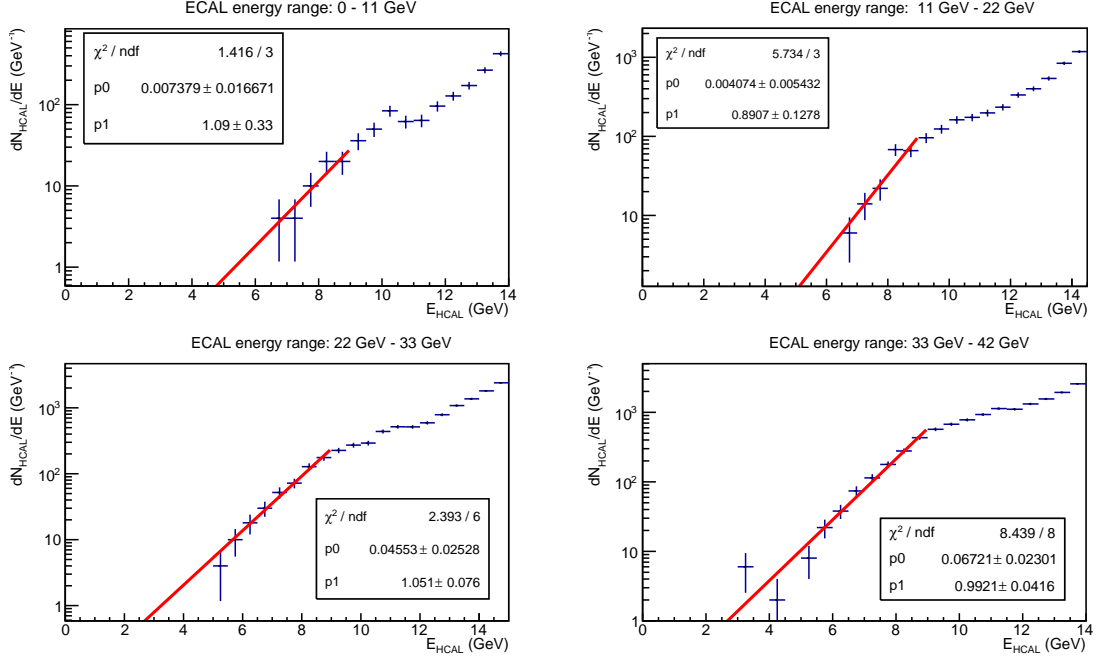 ECAL energy range: 0 - 11 GeV
dN_HCAL/dE (GeV⁻¹)
χ² / ndf 1.416 / 3
p0 0.007379 ± 0.016671
p1 1.09 ± 0.33
10²
10
1
0 2 4 6 8 10 12 14
E_HCAL (GeV)
ECAL energy range: 11 GeV - 22 GeV
dN_HCAL/dE (GeV⁻¹)
χ² / ndf 5.734 / 3
p0 0.004074 ± 0.005432
p1 0.8907 ± 0.1278
10³
10²
10
0 2 4 6 8 10 12 14
E_HCAL (GeV)
ECAL energy range: 22 GeV - 33 GeV
dN_HCAL/dE (GeV⁻¹)
10³
10²
10
1
χ² / ndf 2.393 / 6
p0 0.04553 ± 0.02528
p1 1.051 ± 0.076
0 2 4 6 8 10 12 14
E_HCAL (GeV)
ECAL energy range: 33 GeV - 42 GeV
dN_HCAL/dE (GeV⁻¹)
10³
10²
10
1
χ² / ndf 8.439 / 8
p0 0.06721 ± 0.02301
p1 0.9921 ± 0.0416
0 2 4 6 8 10 12 14
E_HCAL (GeV)